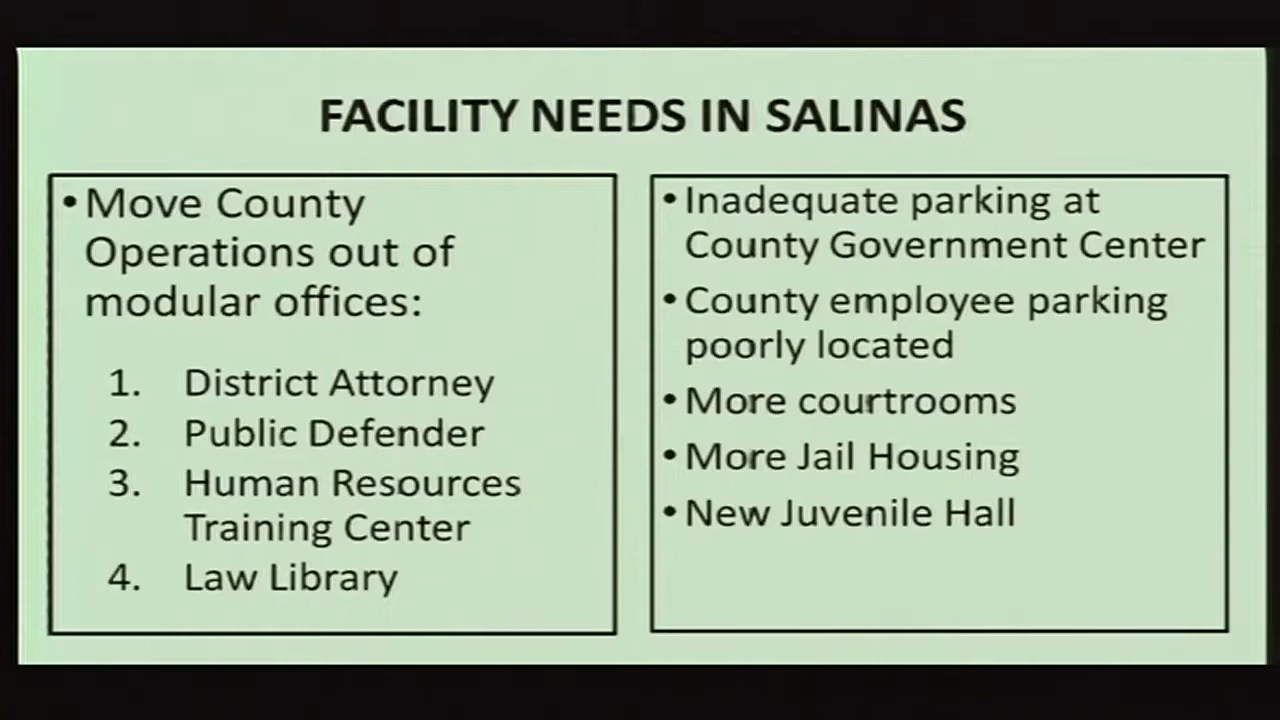 FACILITY NEEDS IN SALINAS
• Move County
Operations out of
modular offices:
1. District Attorney
2. Public Defender
3. Human Resources
Training Center
4. Law Library
• Inadequate parking at
County Government Center
• County employee parking
poorly located
• More courtrooms
• More Jail Housing
• New Juvenile Hall